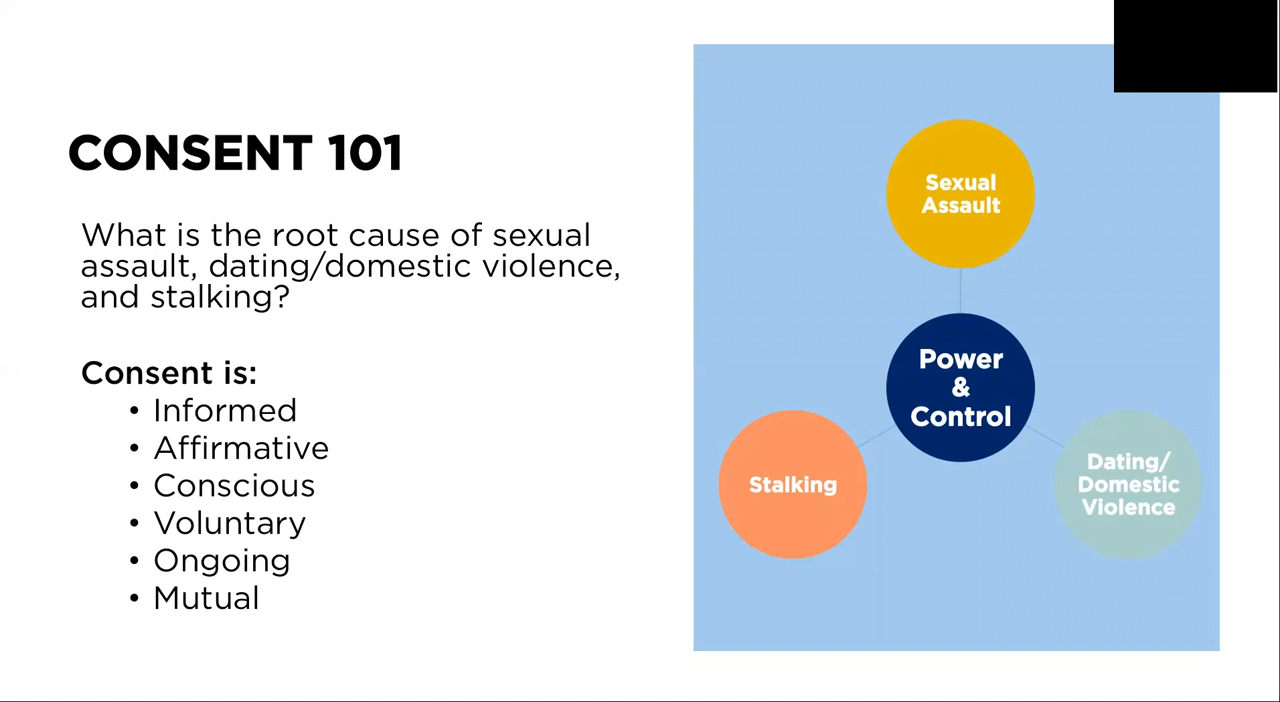 CONSENT 101
What is the root cause of sexual
assault, dating/domestic violence,
and stalking?
Consent is:
• Informed
• Affirmative
• Conscious
• Voluntary
• Ongoing
• Mutual
Sexual
Assault
Power
&
Control
Stalking
Dating/
Domestic
Violence